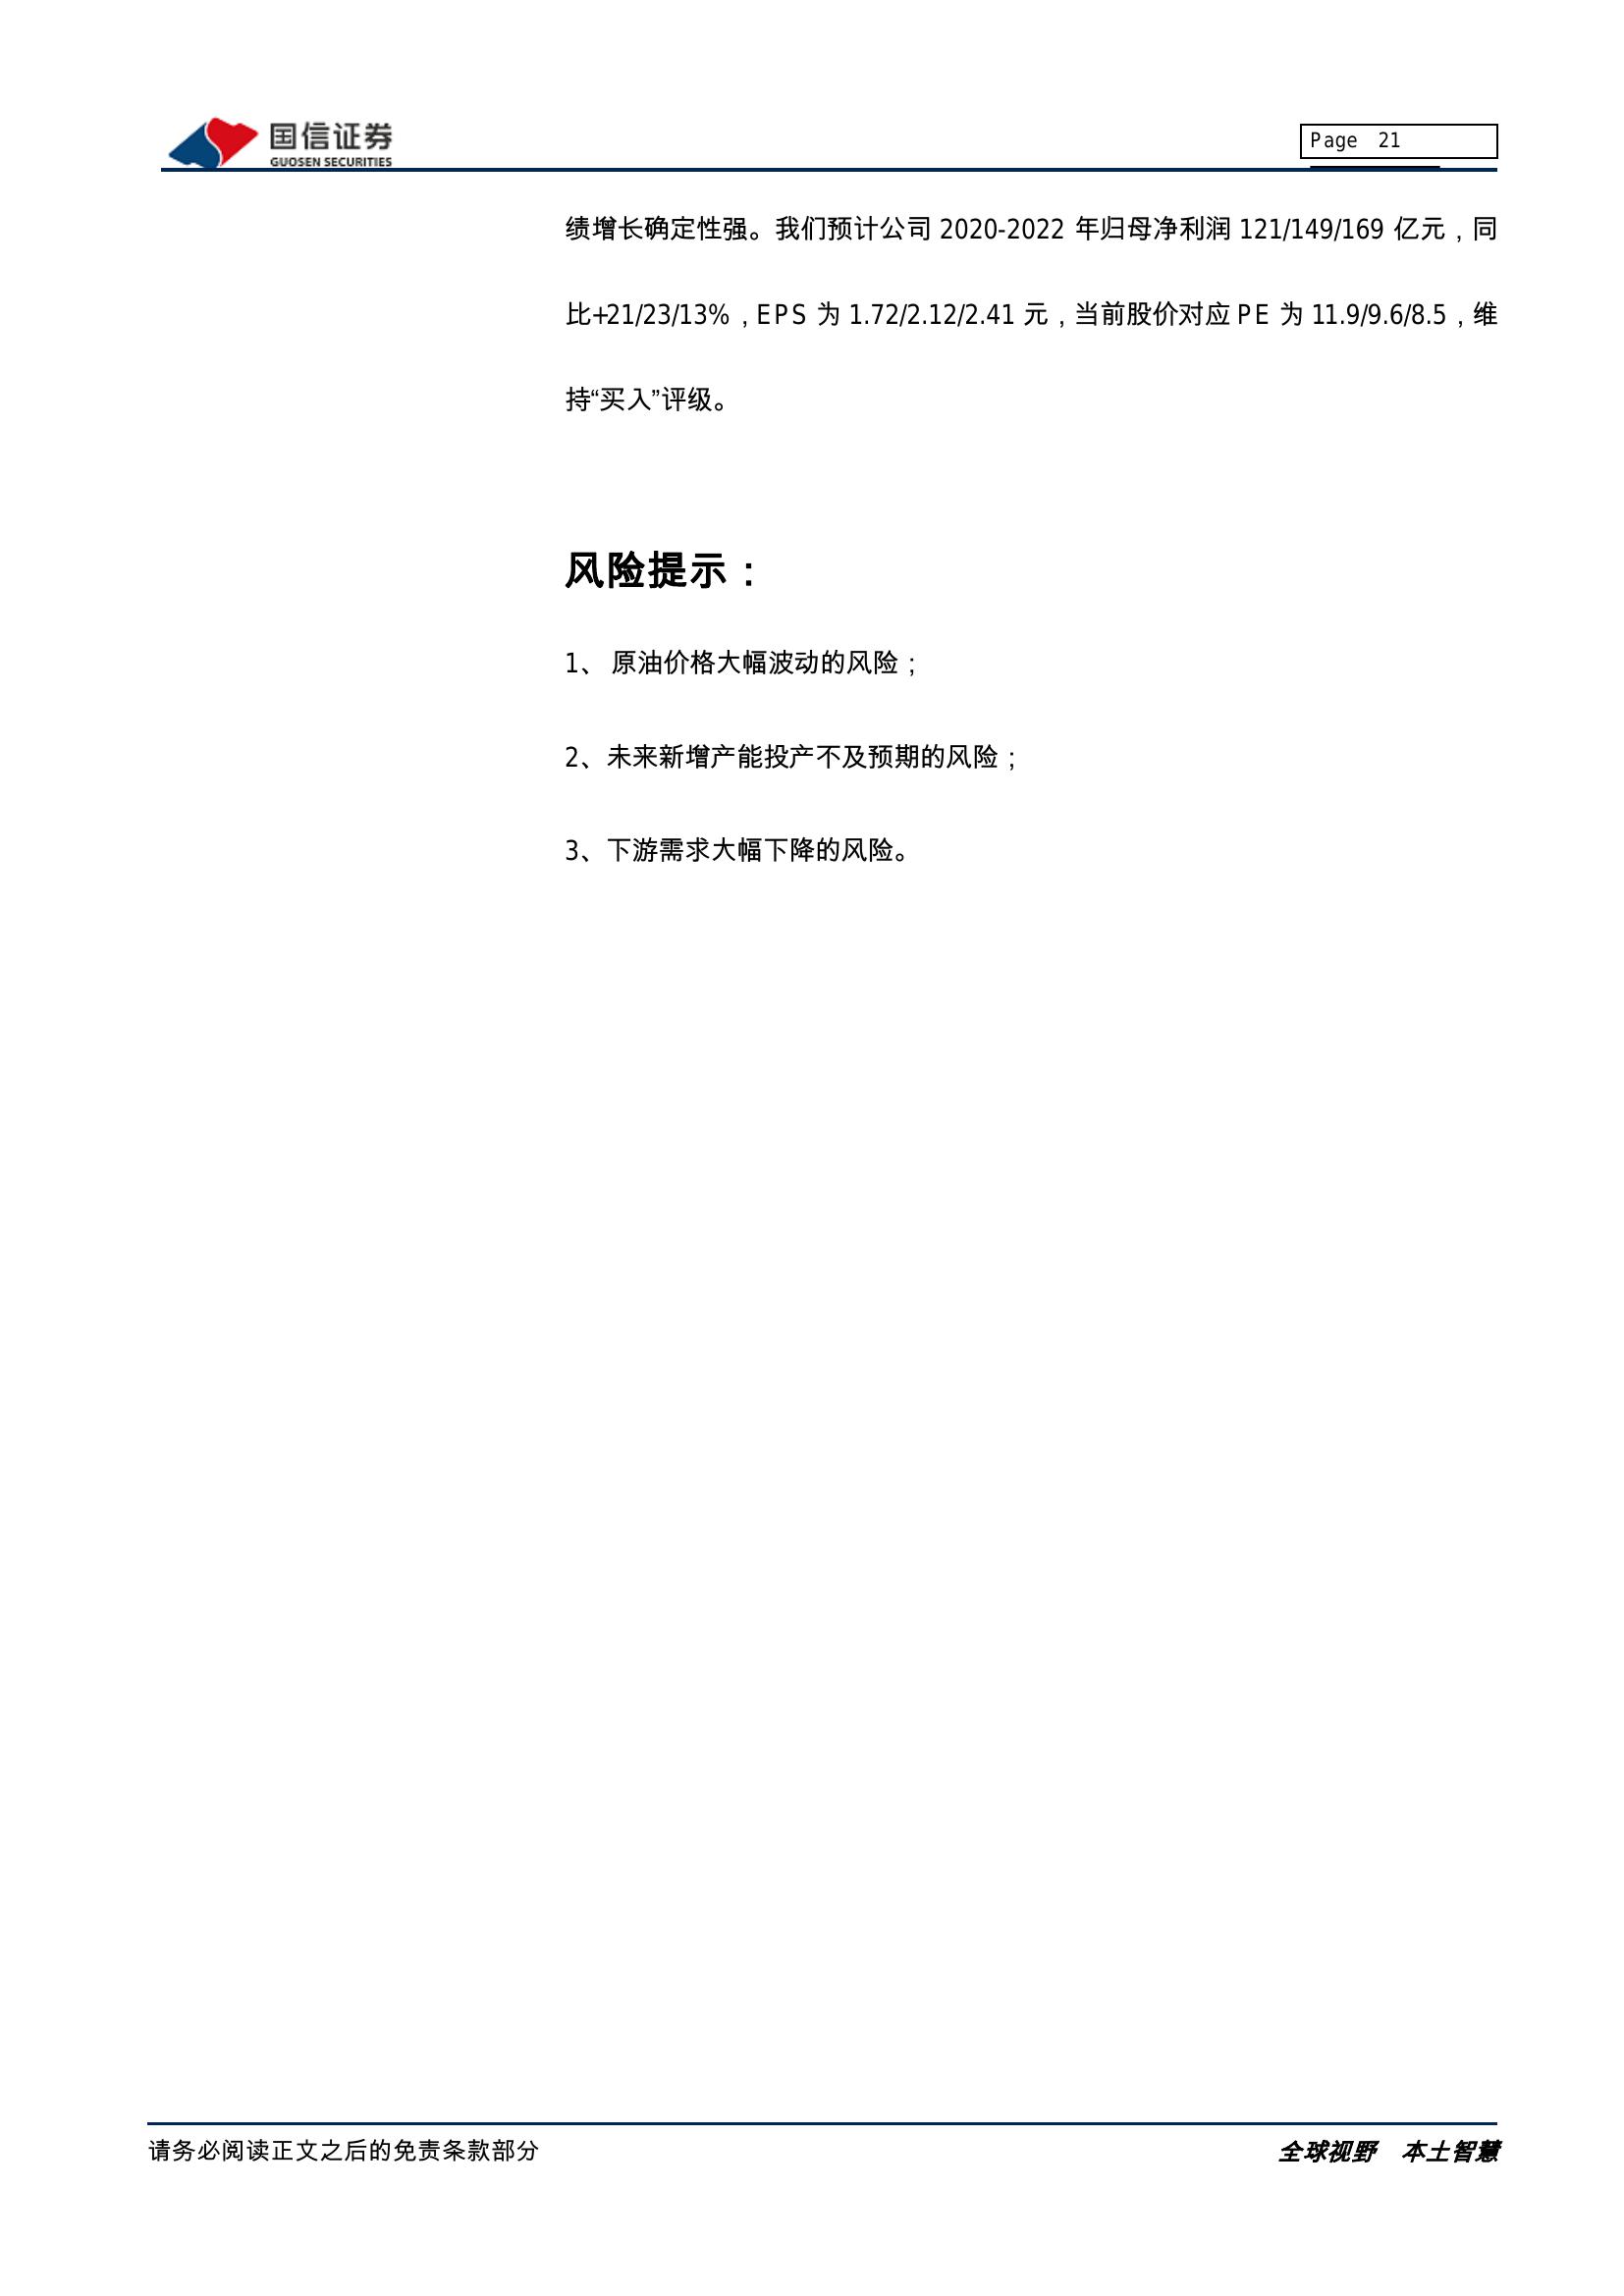 国信证券
GUOSEN SECURITIES
Page 21
绩增长确定性强。我们预计公司 2020-2022 年归母净利润 121/149/169 亿元，同
比+21/23/13%，EPS 为 1.72/2.12/2.41 元，当前股价对应 PE 为 11.9/9.6/8.5，维
持“买入”评级。
风险提示：
1、 原油价格大幅波动的风险；
2、未来新增产能投产不及预期的风险；
3、下游需求大幅下降的风险。
请务必阅读正文之后的免责条款部分
全球视野 本土智慧